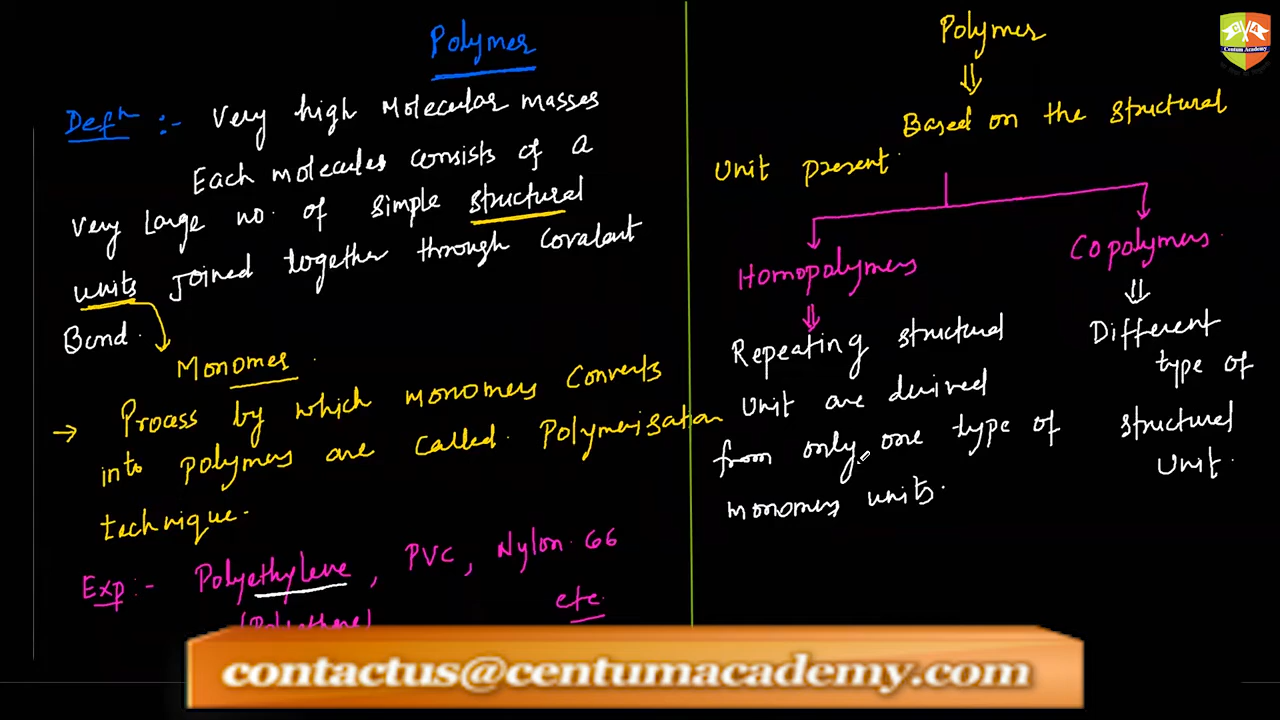 Polymer
Defn :- Very high Molecular masses
Each molecules consists of a
Very Large no. of simple structural
units joined together through Covalent
Bond.
Monomer
→ Process by which monomers Converts
into polymers are called. Polymerisation
technique.
Exp :- Polyethylene, PVC, Nylon 66
(Polythene) etc.
Polymer
⇓
Based on the structural
Unit present.
Homopolymers
⇓
Repeating structural
Unit are derived
from only one type of
monomers units.
Copolymers.
⇓
Different
type of
structural
Unit.
Centum Academy
contactus@centumacademy.com